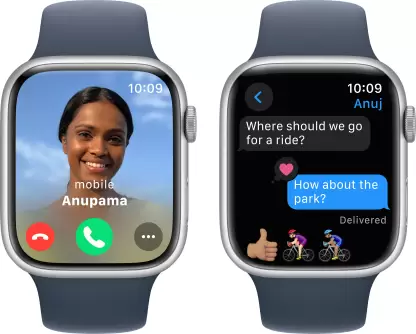 10:09
mobile
Anupama
10:09
Anuj
Where should we go
for a ride?
How about the
park?
Delivered